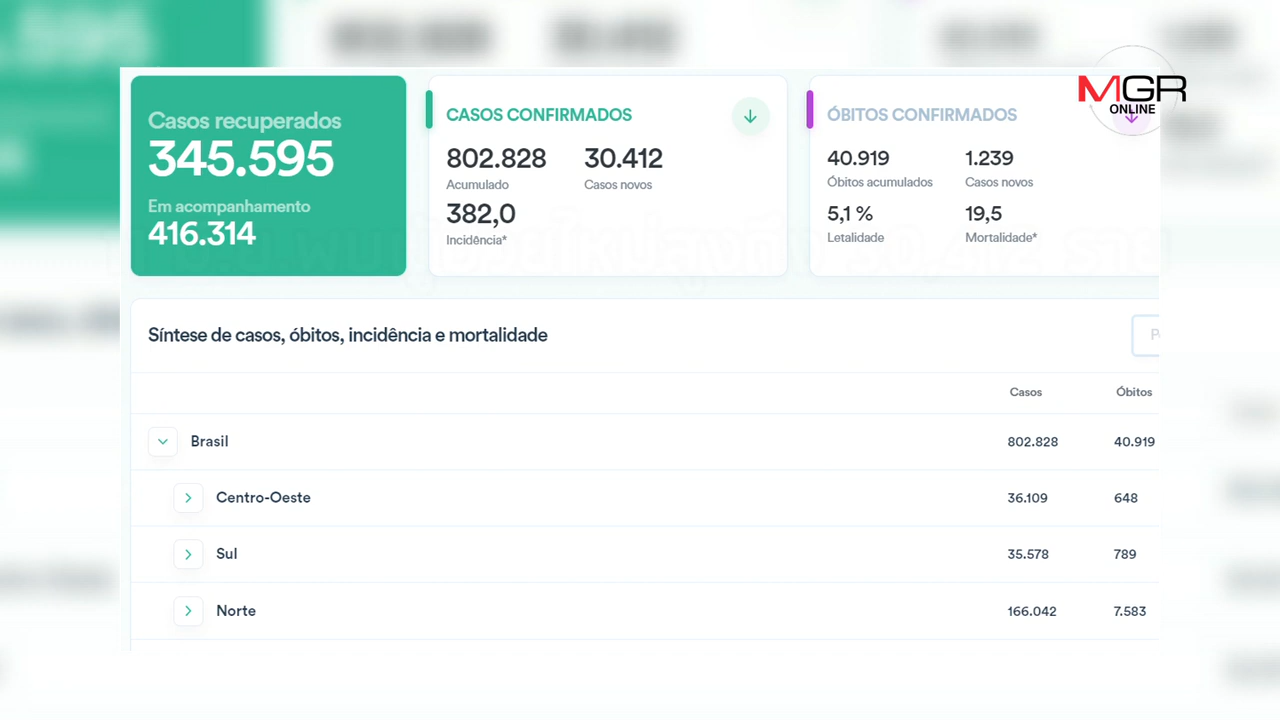 MGR
ONLINE
Casos recuperados
345.595
Em acompanhamento
416.314
CASOS CONFIRMADOS
802.828 30.412
Acumulado Casos novos
382,0
Incidência*
ÓBITOS CONFIRMADOS
40.919 1.239
Óbitos acumulados Casos novos
5,1 % 19,5
Letalidade Mortalidade*
Síntese de casos, óbitos, incidência e mortalidade
Casos Óbitos
Brasil 802.828 40.919
Centro-Oeste 36.109 648
Sul 35.578 789
Norte 166.042 7.583